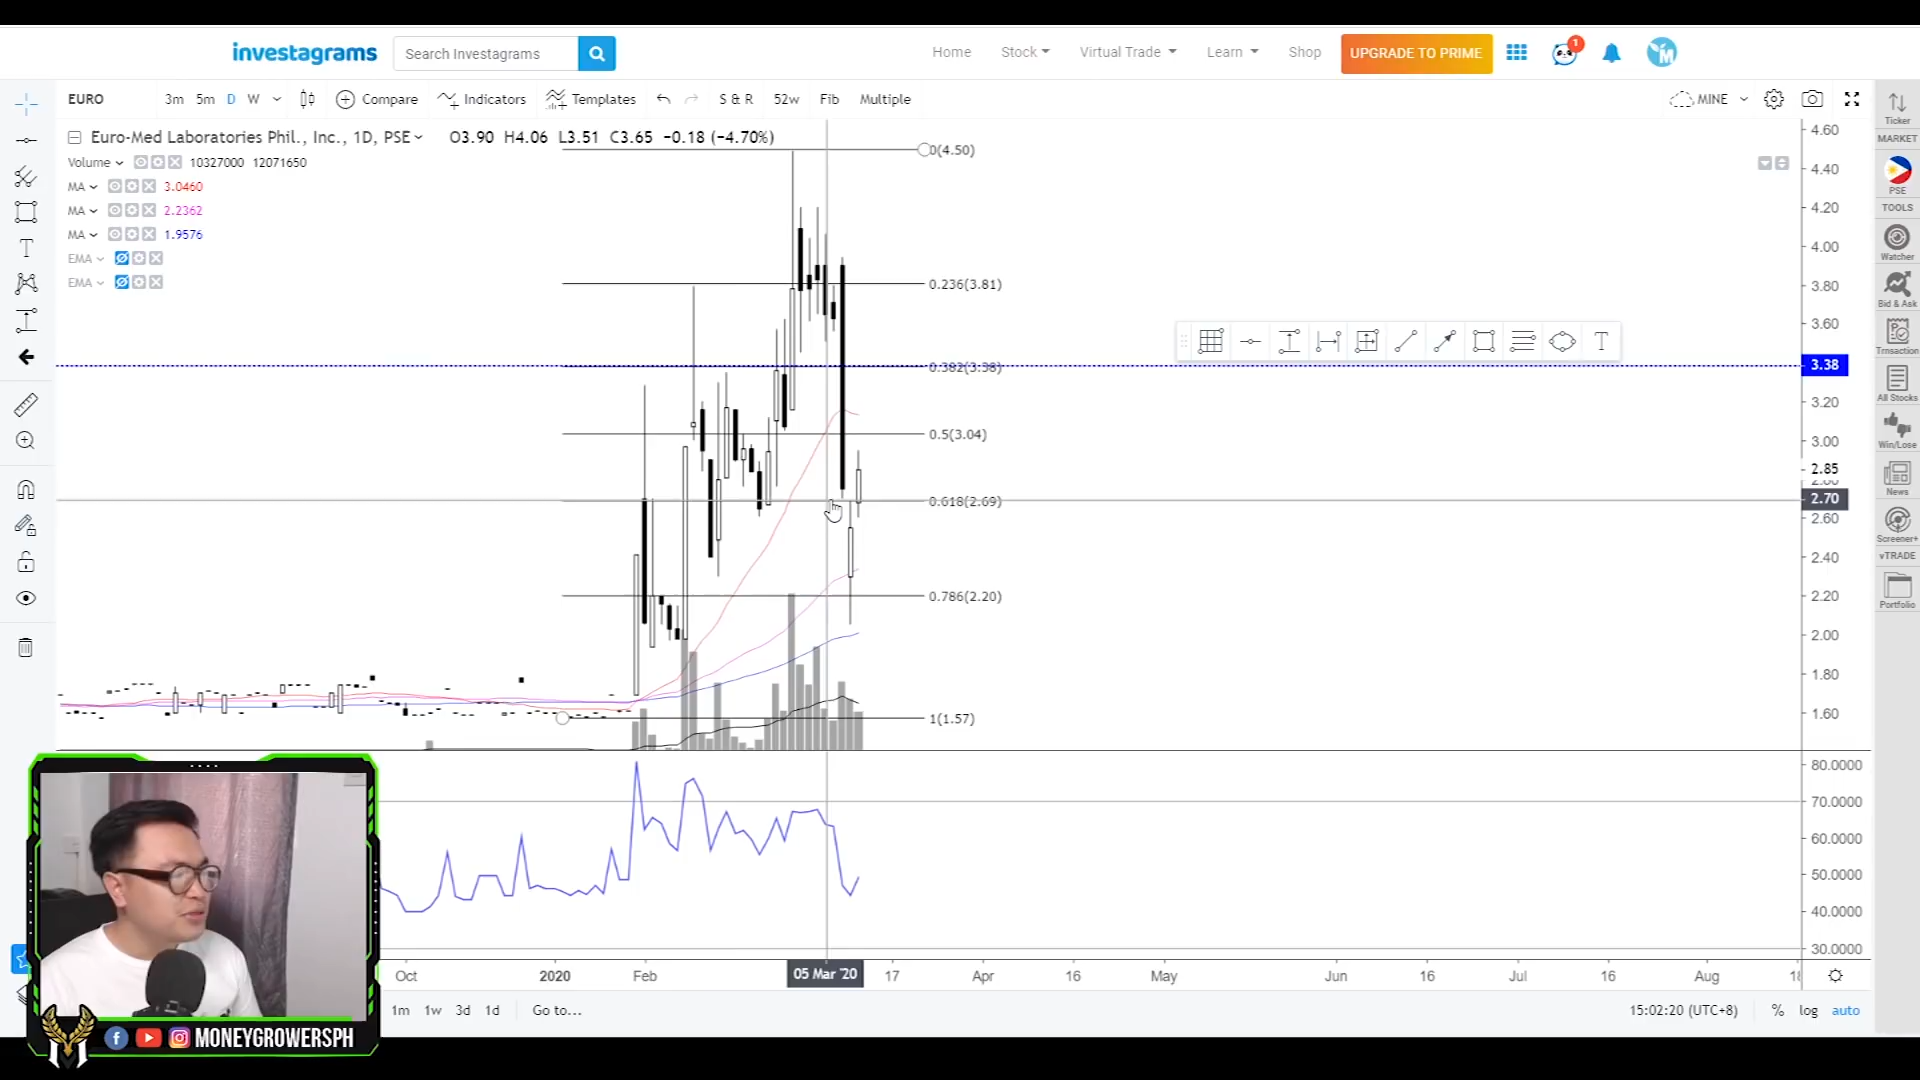 investagrams
Search Investagrams
Home
Stock
Virtual Trade
Learn
Shop
UPGRADE TO PRIME
1
EURO
3m 5m D W
Compare
Indicators
Templates
S & R
52w
Fib
Multiple
MINE
Euro-Med Laboratories Phil., Inc., 1D, PSE
O3.90 H4.06 L3.51 C3.65 −0.18 (−4.70%)
Volume 10327000 12071650
MA 3.0460
MA 2.2362
MA 1.9576
EMA
EMA
0(4.50)
0.236(3.81)
0.382(3.38)
0.5(3.04)
0.618(2.69)
0.786(2.20)
1(1.57)
4.60
4.40
4.20
4.00
3.80
3.60
3.38
3.20
3.00
2.85
2.70
2.60
2.40
2.20
2.00
1.80
1.60
80.0000
70.0000
60.0000
50.0000
40.0000
30.0000
Ticker
MARKET
PSE
TOOLS
Watcher
Bid & Ask
Trnsaction
All Stocks
Win/Lose
News
Screener+
vTRADE
Portfolio
Oct 2020 Feb 05 Mar '20 17 Apr 16 May Jun 16 Jul 16 Aug
1m 1w 3d 1d Go to...
15:02:20 (UTC+8) % log auto
MONEYGROWERSPH